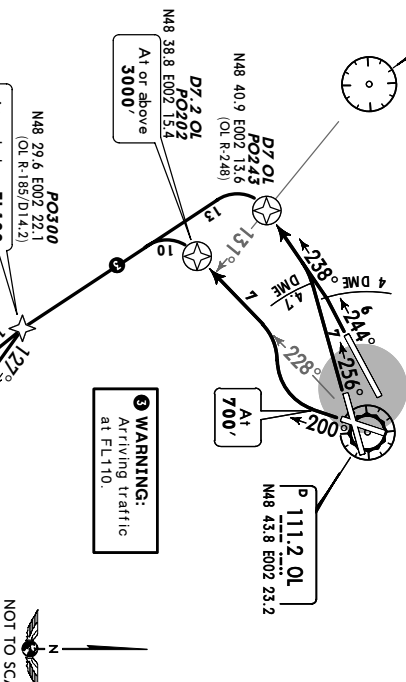 D7 OL
PO243
N48 40.9 E002 13.6
(OL R-248)
D7.2 OL
PO202
N48 38.8 E002 15.4
At or above
3000'
PO300
N48 29.6 E002 22.1
(OL R-185/D14.2)
131°
238°
244°
256°
228°
200°
127°
4 DME
4.7
6
7
7
13
10
3
At
700'
D 111.2 OL
N48 43.8 E002 23.2
3 WARNING:
Arriving traffic
at FL110.
N
NOT TO SCA